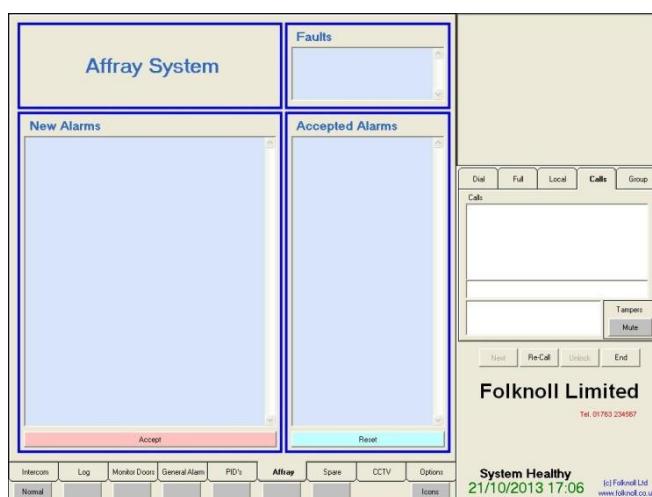 Affray System
Faults
New Alarms
Accepted Alarms
Accept
Reset
Dial Full Local Calls Group
Calls
Tampers
Mute
Next Re-Call Unlock End
Folknoll Limited
Tel. 01763 234567
Intercom Log Monitor Doors General Alarm PID's Affray Spare CCTV Options
Normal Icons
System Healthy
21/10/2013 17:06
(c) Folknoll Ltd
www.folknoll.co.u